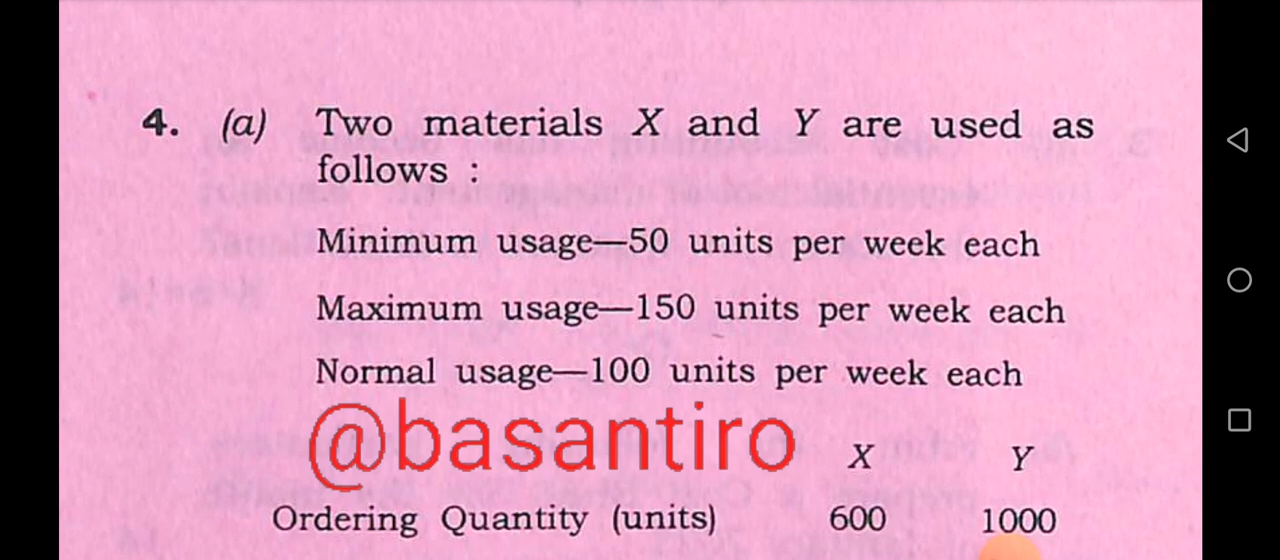 4. (a) Two materials X and Y are used as
follows :
Minimum usage—50 units per week each
Maximum usage—150 units per week each
Normal usage—100 units per week each
@basantiro
X Y
Ordering Quantity (units) 600 1000